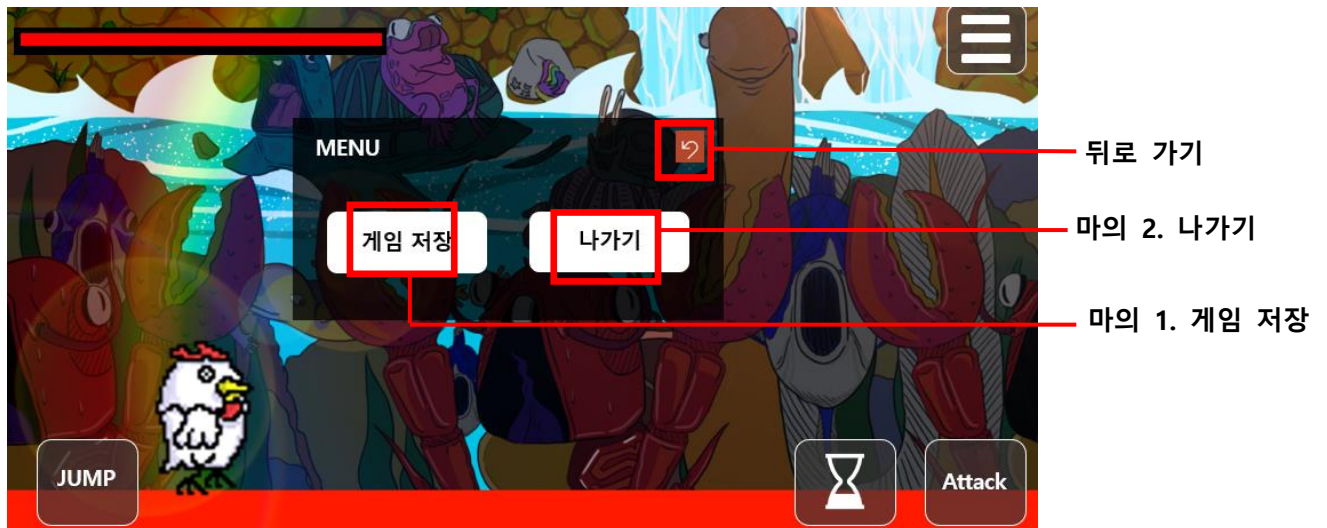 MENU
뒤로 가기
게임 저장
나가기
마의 2. 나가기
마의 1. 게임 저장
JUMP
Attack